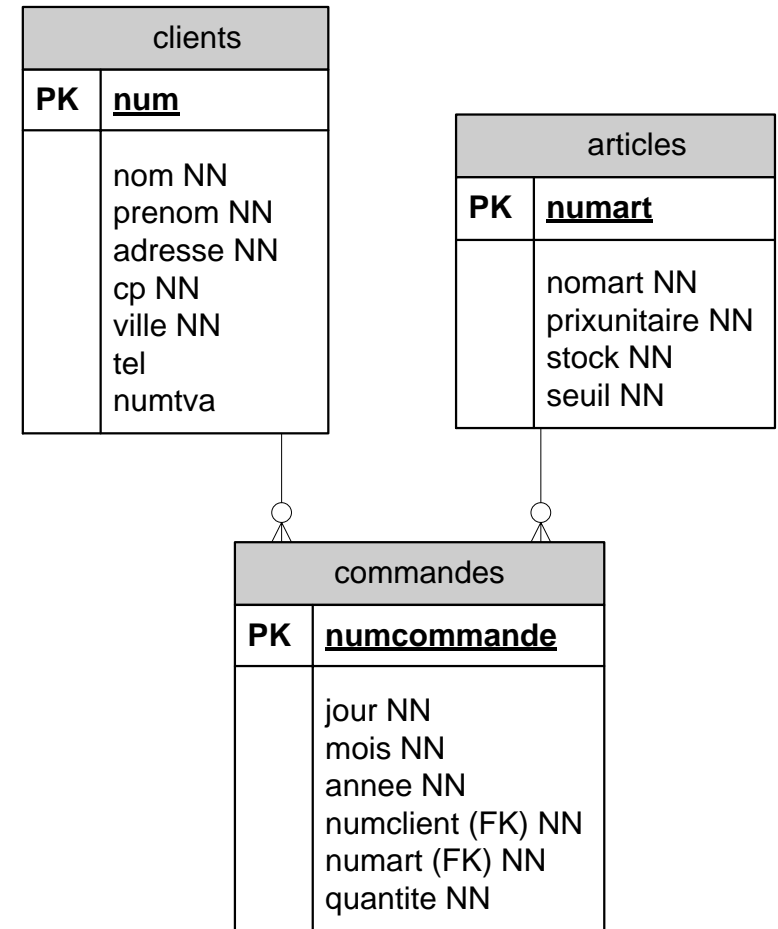 clients
PK num
nom NN
prenom NN
adresse NN
cp NN
ville NN
tel
numtva
articles
PK numart
nomart NN
prixunitaire NN
stock NN
seuil NN
commandes
PK numcommande
jour NN
mois NN
annee NN
numclient (FK) NN
numart (FK) NN
quantite NN